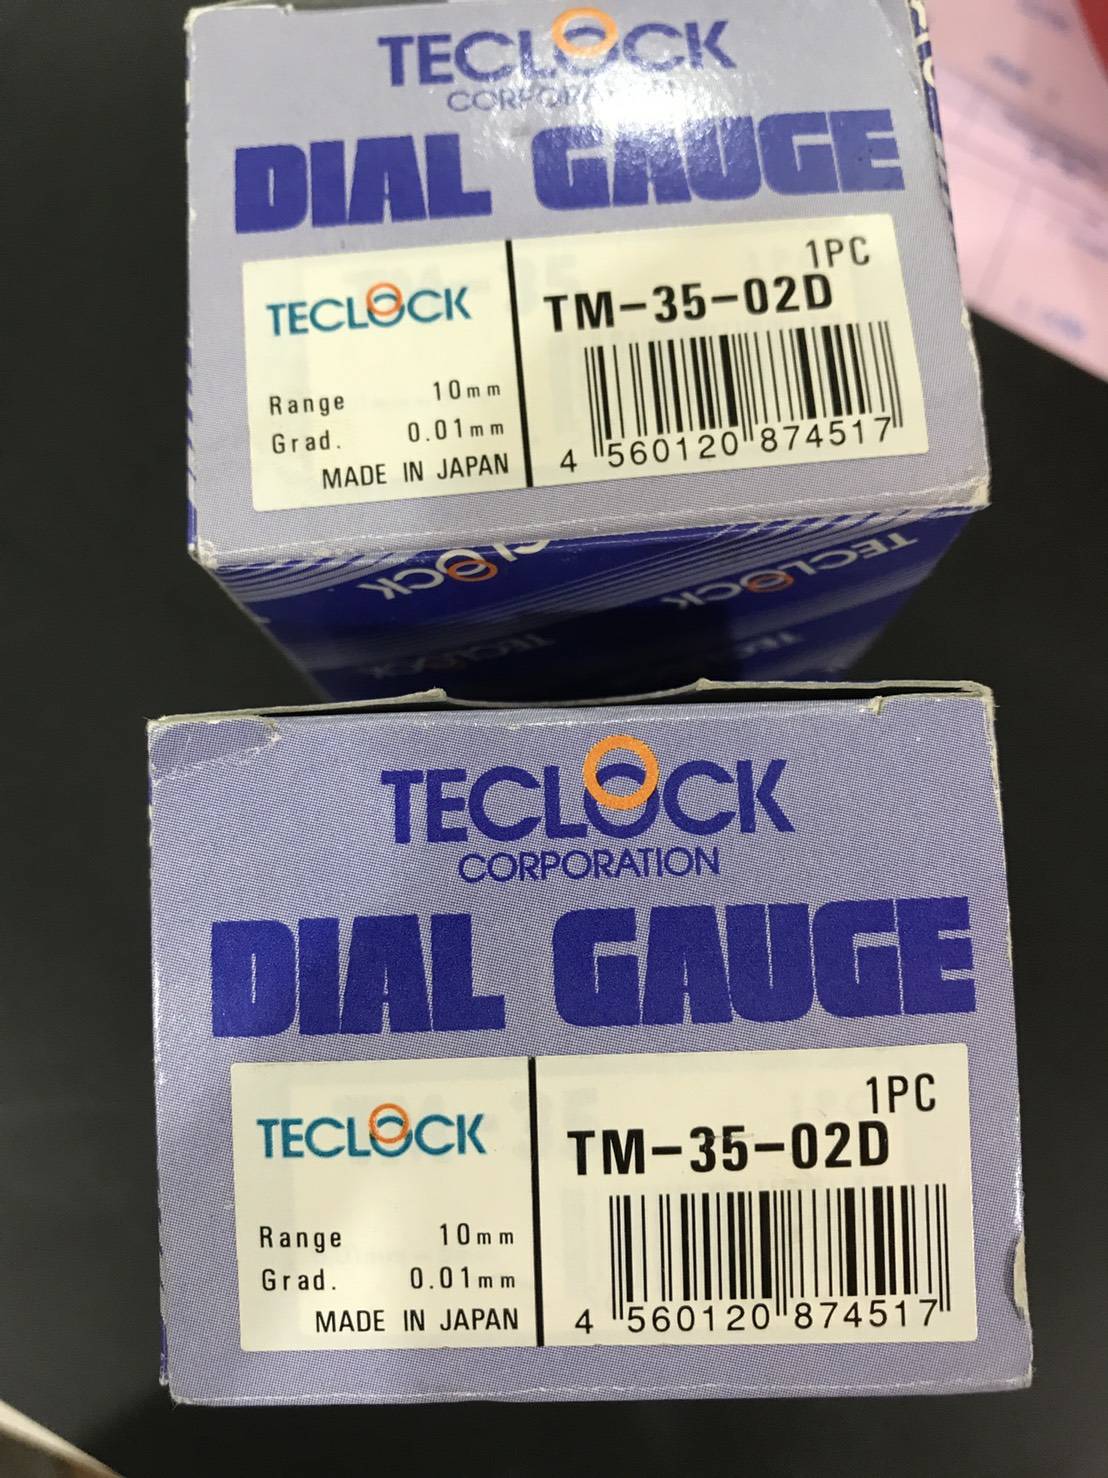 TECLOCK
CORPORATION
DIAL GAUGE
1PC
TECLOCK
TM-35-02D
Range 10mm
Grad. 0.01mm
MADE IN JAPAN
4 560120 874517
TECLOCK
TECLOCK
TECLOCK
TECLOCK
CORPORATION
DIAL GAUGE
1PC
TECLOCK
TM-35-02D
Range 10mm
Grad. 0.01mm
MADE IN JAPAN
4 560120 874517